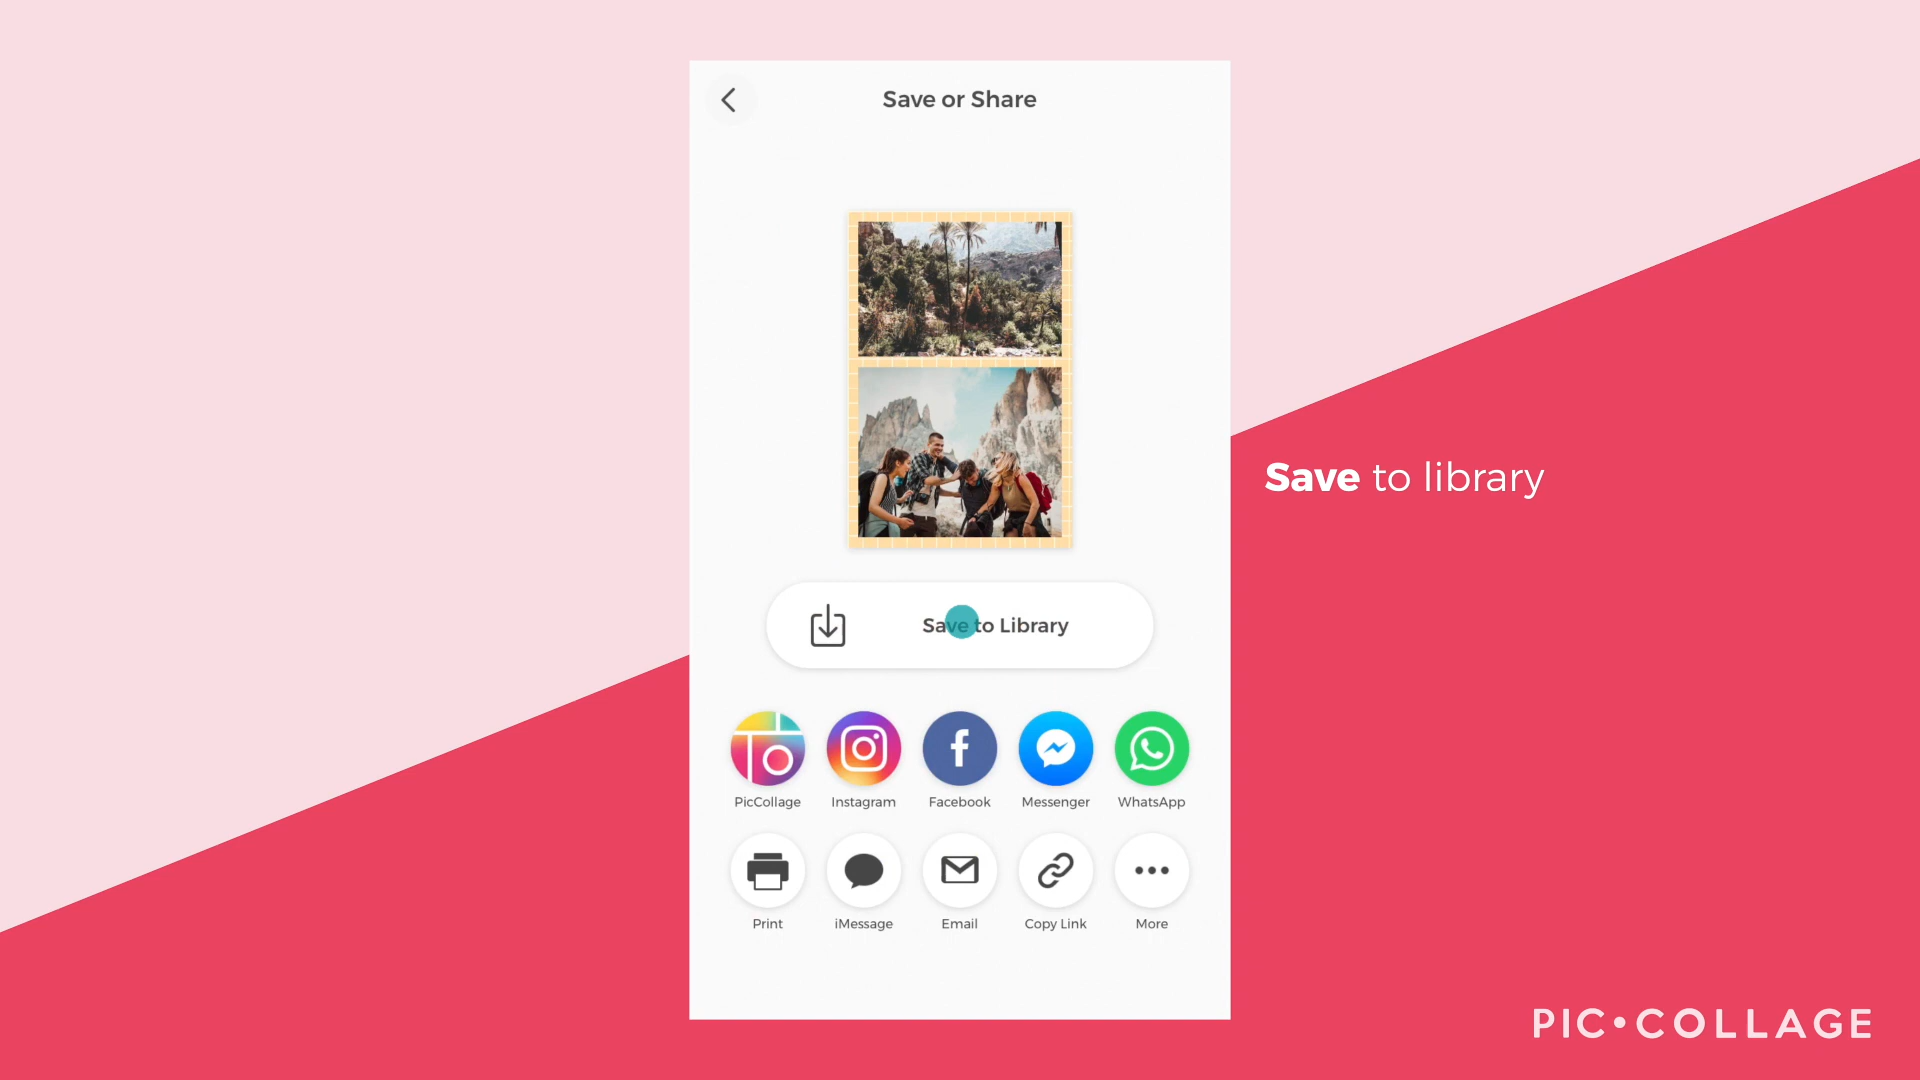 Save or Share
Save to library
Save to Library
PicCollage
Instagram
Facebook
Messenger
WhatsApp
Print
iMessage
Email
Copy Link
More
PIC•COLLAGE